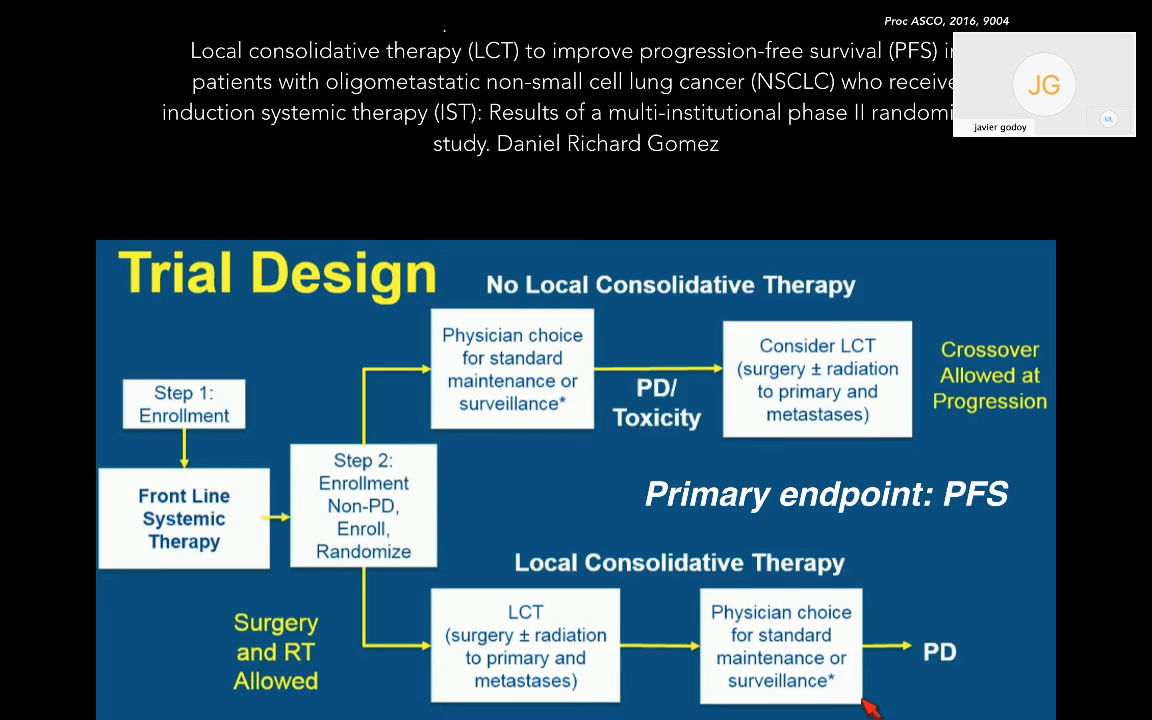 Proc ASCO, 2016, 9004
Local consolidative therapy (LCT) to improve progression-free survival (PFS) in
patients with oligometastatic non-small cell lung cancer (NSCLC) who receive
induction systemic therapy (IST): Results of a multi-institutional phase II randomi
study. Daniel Richard Gomez
JG
ML
javier godoy
Trial Design
No Local Consolidative Therapy
Physician choice
for standard
maintenance or
surveillance*
PD/
Toxicity
Consider LCT
(surgery ± radiation
to primary and
metastases)
Crossover
Allowed at
Progression
Step 1:
Enrollment
Front Line
Systemic
Therapy
Step 2:
Enrollment
Non-PD,
Enroll,
Randomize
Primary endpoint: PFS
Local Consolidative Therapy
Surgery
and RT
Allowed
LCT
(surgery ± radiation
to primary and
metastases)
Physician choice
for standard
maintenance or
surveillance*
PD